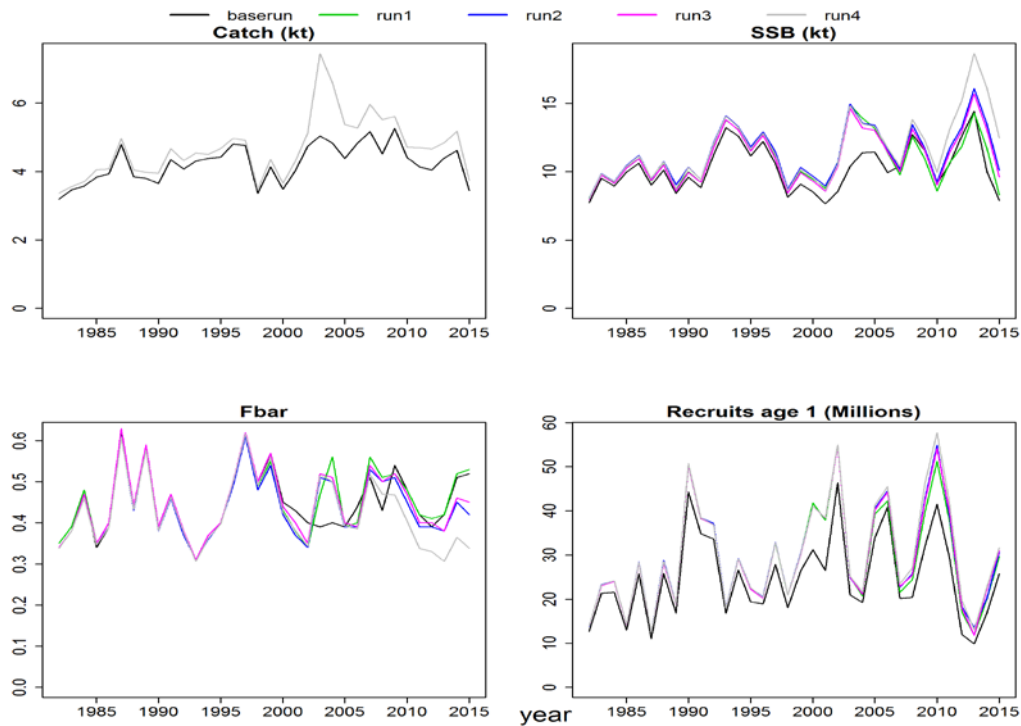 baserun run1 run2 run3 run4
Catch (kt) SSB (kt)
0 2 4 6
1985 1990 1995 2000 2005 2010 2015
0 5 10 15
1985 1990 1995 2000 2005 2010 2015
Fbar Recruits age 1 (Millions)
0.0 0.1 0.2 0.3 0.4 0.5 0.6
1985 1990 1995 2000 2005 2010 2015
0 10 20 30 40 50 60
1985 1990 1995 2000 2005 2010 2015
year